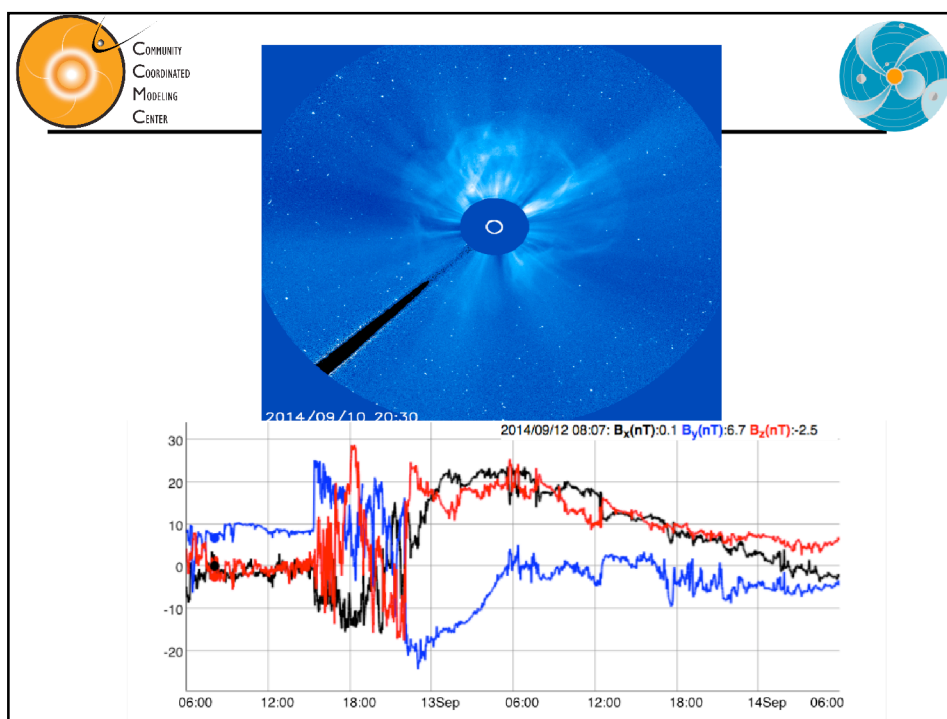 COMMUNITY
COORDINATED
MODELING
CENTER
2014/09/10 20:30
2014/09/12 08:07: Bx(nT):0.1 By(nT):6.7 Bz(nT):-2.5
30
20
10
0
-10
-20
06:00 12:00 18:00 13Sep 06:00 12:00 18:00 14Sep 06:00